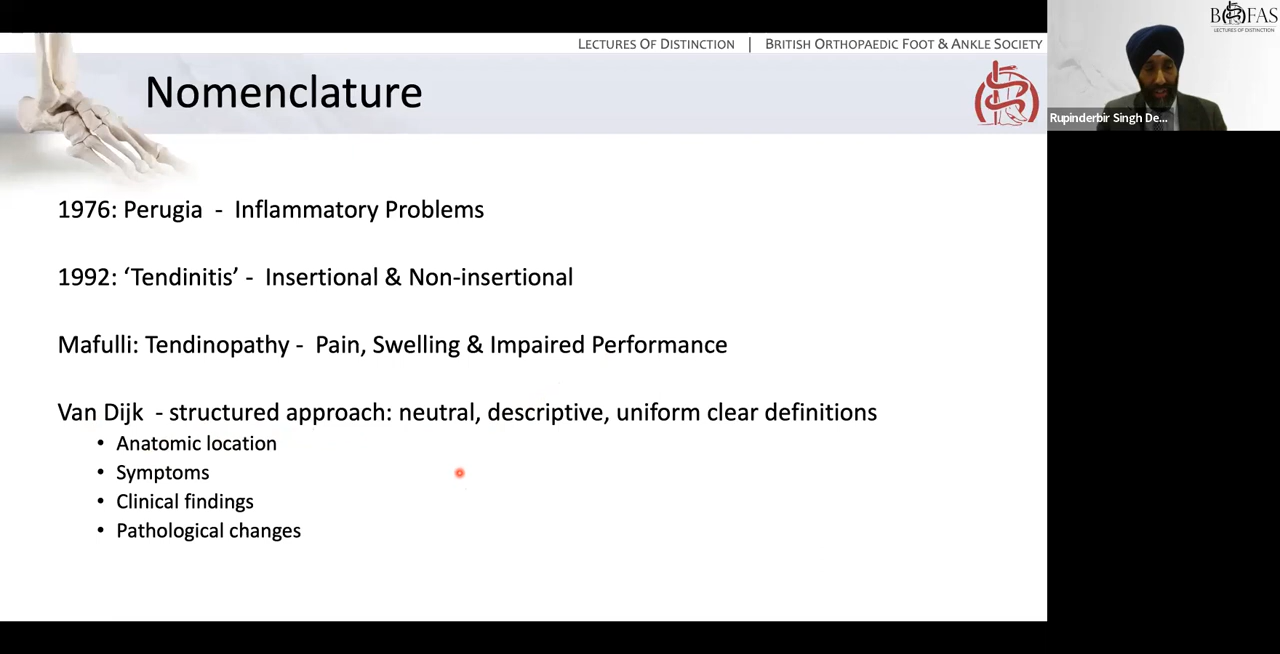 LECTURES OF DISTINCTION | BRITISH ORTHOPAEDIC FOOT & ANKLE SOCIETY
BOFAS
LECTURES OF DISTINCTION
Nomenclature
Rupinderbir Singh De...
1976: Perugia - Inflammatory Problems
1992: ‘Tendinitis’ - Insertional & Non-insertional
Mafulli: Tendinopathy - Pain, Swelling & Impaired Performance
Van Dijk - structured approach: neutral, descriptive, uniform clear definitions
• Anatomic location
• Symptoms
• Clinical findings
• Pathological changes